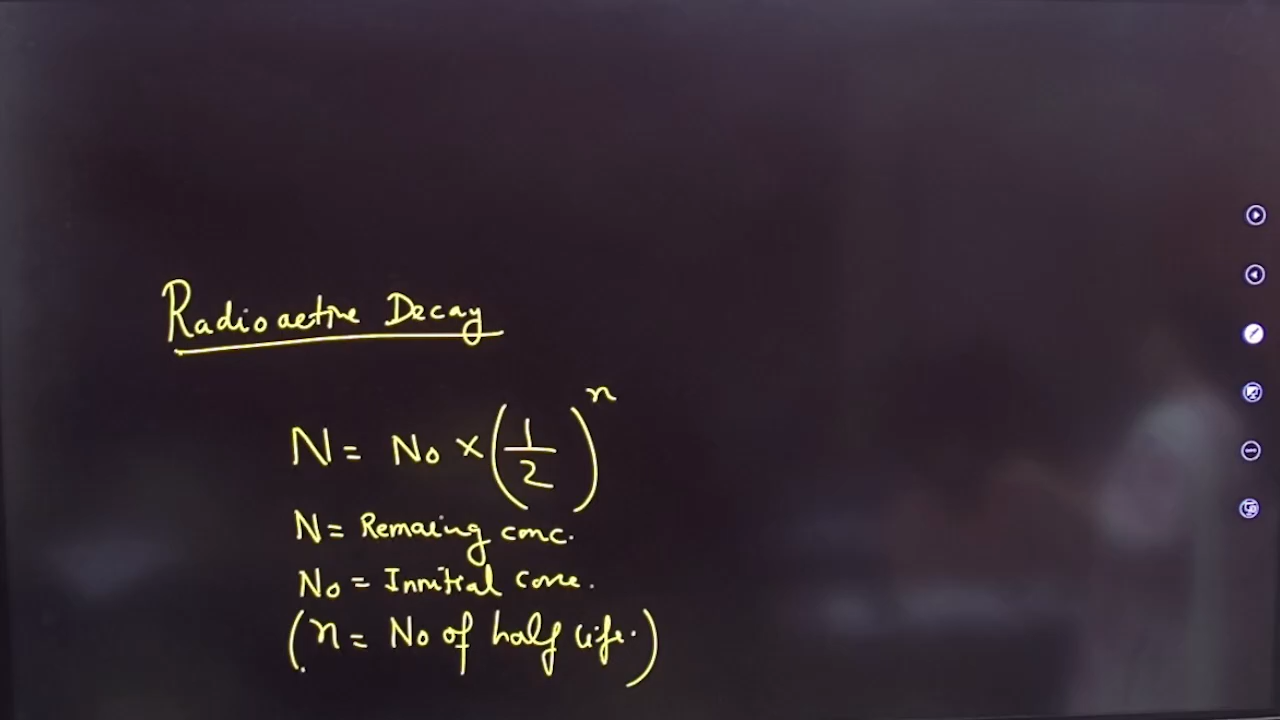 Radioactive Decay
N = No × (1/2)^n
N = Remaing conc.
No = Innitial conc.
(n = No of half life.)